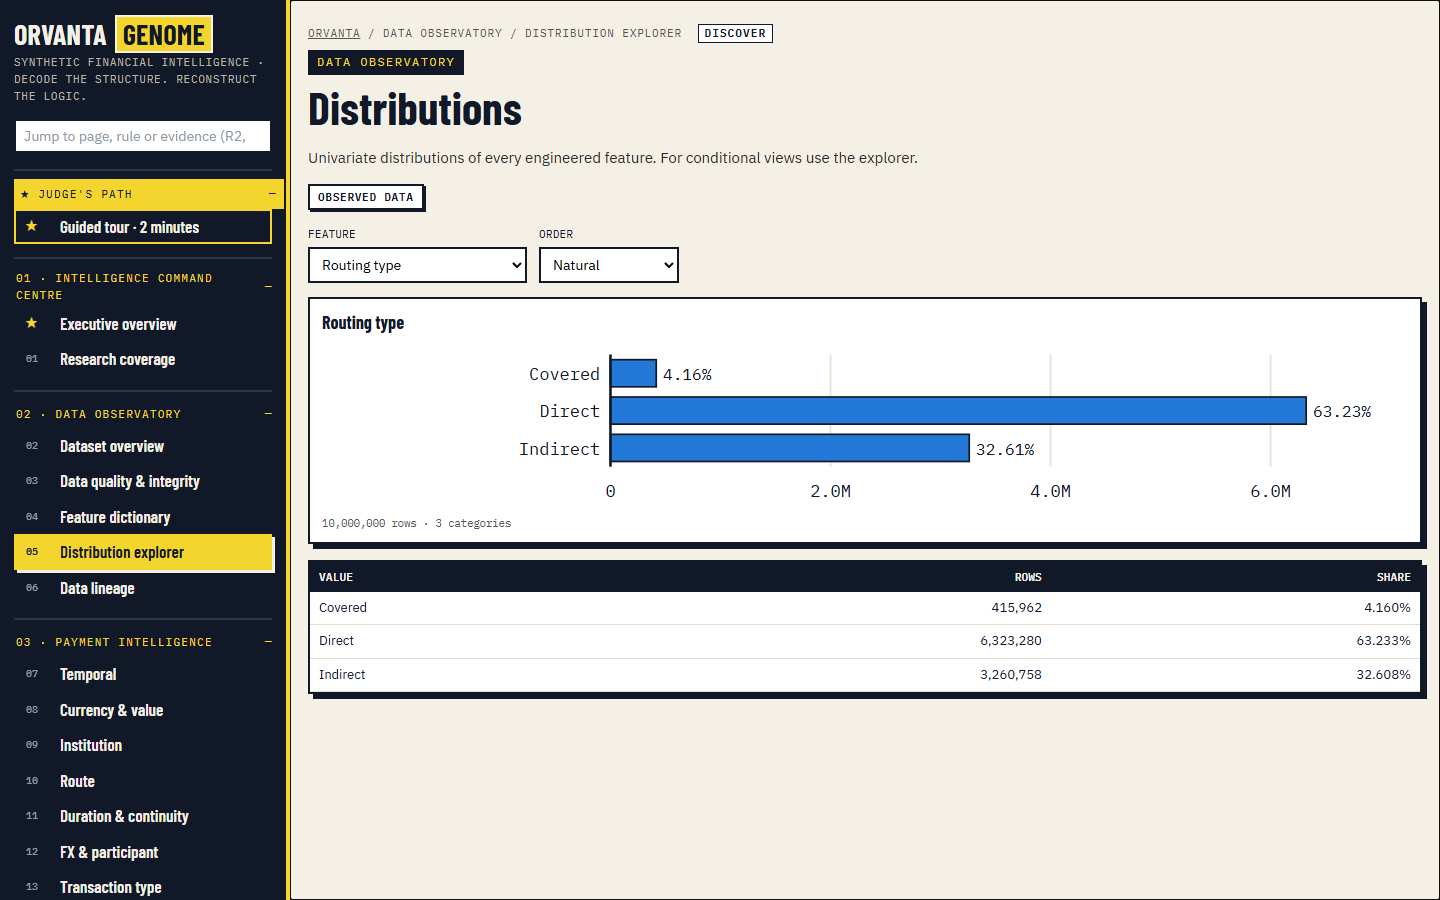 ORVANTA GENOME
SYNTHETIC FINANCIAL INTELLIGENCE ·
DECODE THE STRUCTURE. RECONSTRUCT
THE LOGIC.
Jump to page, rule or evidence (R2,
★ JUDGE'S PATH –
★ Guided tour · 2 minutes
01 · INTELLIGENCE COMMAND
CENTRE –
★ Executive overview
01 Research coverage
02 · DATA OBSERVATORY –
02 Dataset overview
03 Data quality & integrity
04 Feature dictionary
05 Distribution explorer
06 Data lineage
03 · PAYMENT INTELLIGENCE –
07 Temporal
08 Currency & value
09 Institution
10 Route
11 Duration & continuity
12 FX & participant
13 Transaction type
ORVANTA / DATA OBSERVATORY / DISTRIBUTION EXPLORER DISCOVER
DATA OBSERVATORY
Distributions
Univariate distributions of every engineered feature. For conditional views use the explorer.
OBSERVED DATA
FEATURE ORDER
Routing type Natural
Routing type
Covered 4.16%
Direct 63.23%
Indirect 32.61%
0 2.0M 4.0M 6.0M
10,000,000 rows · 3 categories
VALUE ROWS SHARE
Covered 415,962 4.160%
Direct 6,323,280 63.233%
Indirect 3,260,758 32.608%